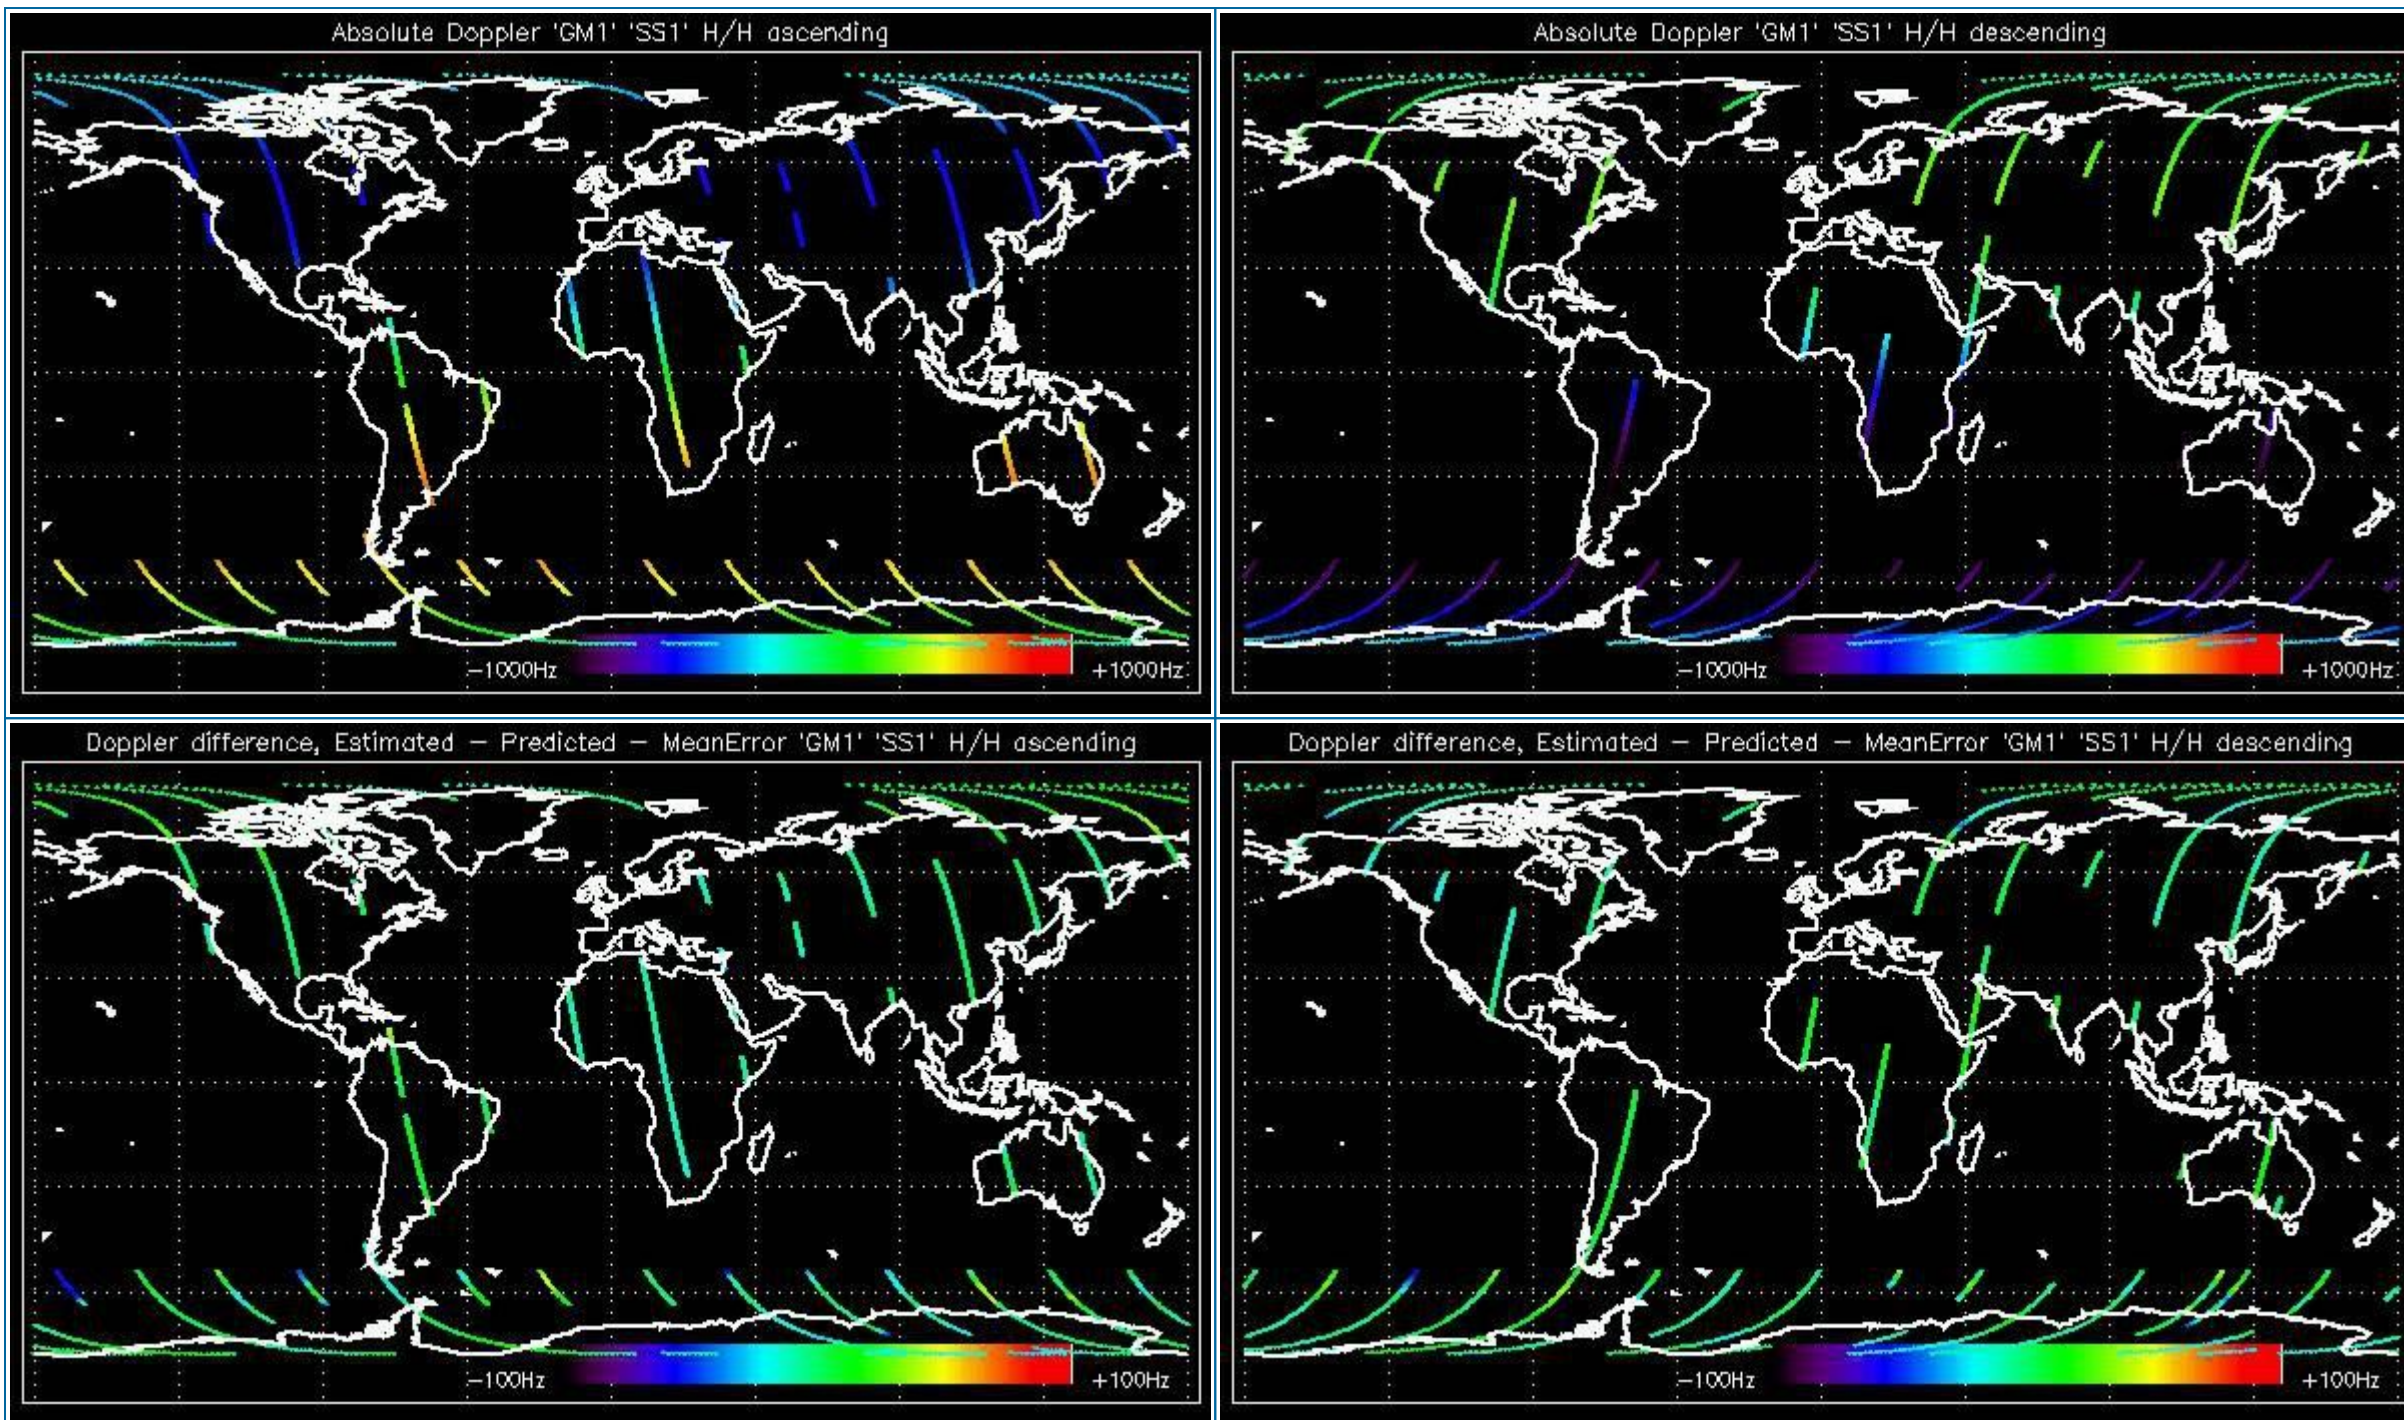 Absolute Doppler 'GM1' 'SS1' H/H ascending
−1000Hz
+1000Hz
Absolute Doppler 'GM1' 'SS1' H/H descending
−1000Hz
+1000Hz
Doppler difference, Estimated − Predicted − MeanError 'GM1' 'SS1' H/H ascending
−100Hz
+100Hz
Doppler difference, Estimated − Predicted − MeanError 'GM1' 'SS1' H/H descending
−100Hz
+100Hz